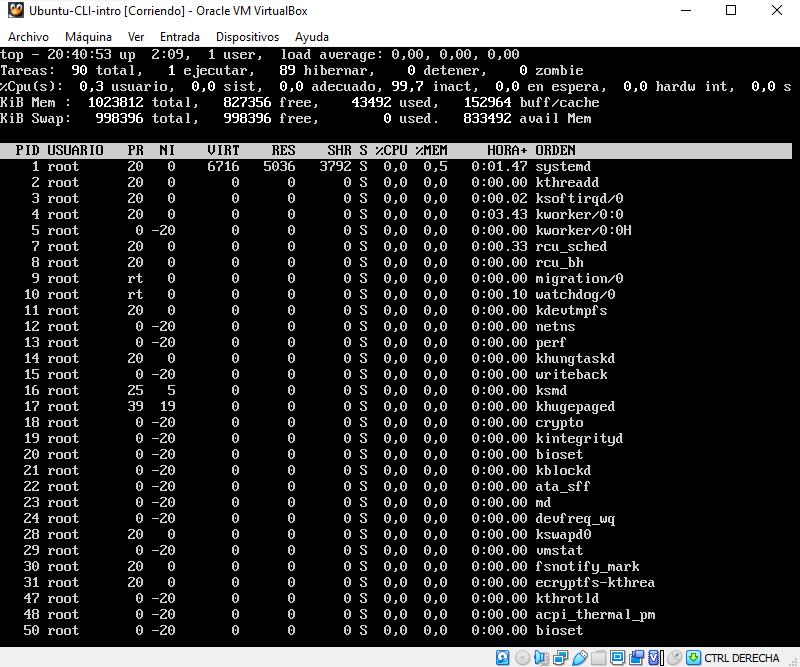 Ubuntu-CLI-intro [Corriendo] - Oracle VM VirtualBox
Archivo Máquina Ver Entrada Dispositivos Ayuda
top - 20:40:53 up 2:09, 1 user, load average: 0,00, 0,00, 0,00
Tareas: 90 total, 1 ejecutar, 89 hibernar, 0 detener, 0 zombie
%Cpu(s): 0,3 usuario, 0,0 sist, 0,0 adecuado, 99,7 inact, 0,0 en espera, 0,0 hardw int, 0,0 s
KiB Mem : 1023812 total, 827356 free, 43492 used, 152964 buff/cache
KiB Swap: 998396 total, 998396 free, 0 used. 833492 avail Mem
PID USUARIO PR NI VIRT RES SHR S %CPU %MEM HORA+ ORDEN
1 root 20 0 6716 5036 3792 S 0,0 0,5 0:01.47 systemd
2 root 20 0 0 0 0 S 0,0 0,0 0:00.00 kthreadd
3 root 20 0 0 0 0 S 0,0 0,0 0:00.02 ksoftirqd/0
4 root 20 0 0 0 0 S 0,0 0,0 0:03.43 kworker/0:0
5 root 0 -20 0 0 0 S 0,0 0,0 0:00.00 kworker/0:0H
7 root 20 0 0 0 0 S 0,0 0,0 0:00.33 rcu_sched
8 root 20 0 0 0 0 S 0,0 0,0 0:00.00 rcu_bh
9 root rt 0 0 0 0 S 0,0 0,0 0:00.00 migration/0
10 root rt 0 0 0 0 S 0,0 0,0 0:00.10 watchdog/0
11 root 20 0 0 0 0 S 0,0 0,0 0:00.00 kdevtmpfs
12 root 0 -20 0 0 0 S 0,0 0,0 0:00.00 netns
13 root 0 -20 0 0 0 S 0,0 0,0 0:00.00 perf
14 root 20 0 0 0 0 S 0,0 0,0 0:00.00 khungtaskd
15 root 0 -20 0 0 0 S 0,0 0,0 0:00.00 writeback
16 root 25 5 0 0 0 S 0,0 0,0 0:00.00 ksmd
17 root 39 19 0 0 0 S 0,0 0,0 0:00.00 khugepaged
18 root 0 -20 0 0 0 S 0,0 0,0 0:00.00 crypto
19 root 0 -20 0 0 0 S 0,0 0,0 0:00.00 kintegrityd
20 root 0 -20 0 0 0 S 0,0 0,0 0:00.00 bioset
21 root 0 -20 0 0 0 S 0,0 0,0 0:00.00 kblockd
22 root 0 -20 0 0 0 S 0,0 0,0 0:00.00 ata_sff
23 root 0 -20 0 0 0 S 0,0 0,0 0:00.00 md
24 root 0 -20 0 0 0 S 0,0 0,0 0:00.00 devfreq_wq
28 root 20 0 0 0 0 S 0,0 0,0 0:00.00 kswapd0
29 root 0 -20 0 0 0 S 0,0 0,0 0:00.00 vmstat
30 root 20 0 0 0 0 S 0,0 0,0 0:00.00 fsnotify_mark
31 root 20 0 0 0 0 S 0,0 0,0 0:00.00 ecryptfs-kthrea
47 root 0 -20 0 0 0 S 0,0 0,0 0:00.00 kthrotld
48 root 0 -20 0 0 0 S 0,0 0,0 0:00.00 acpi_thermal_pm
50 root 0 -20 0 0 0 S 0,0 0,0 0:00.00 bioset
CTRL DERECHA